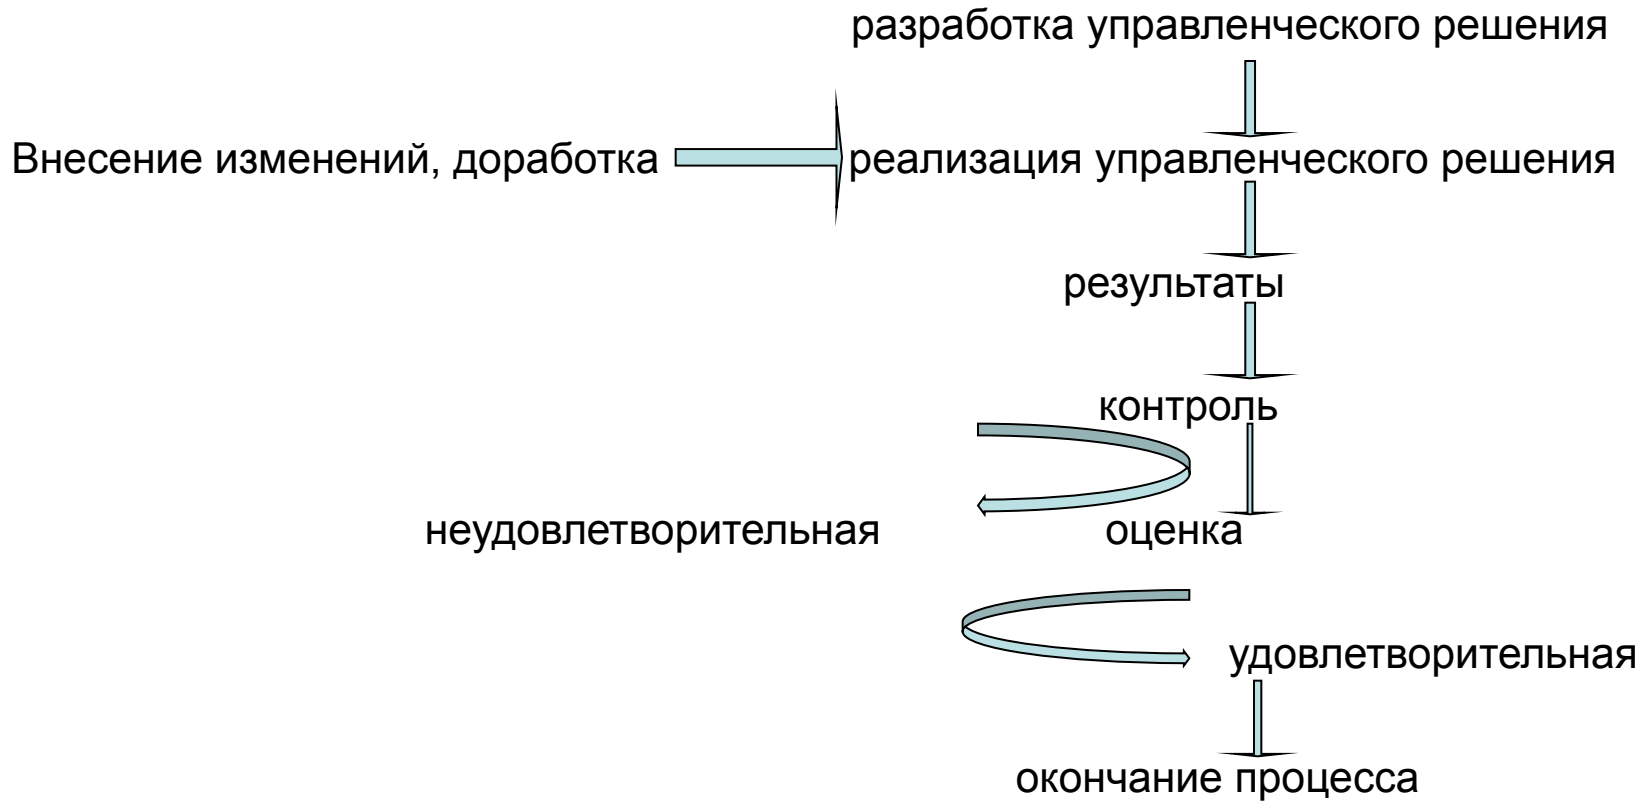 разработка управленческого решения
Внесение изменений, доработка
реализация управленческого решения
результаты
контроль
неудовлетворительная
оценка
удовлетворительная
окончание процесса